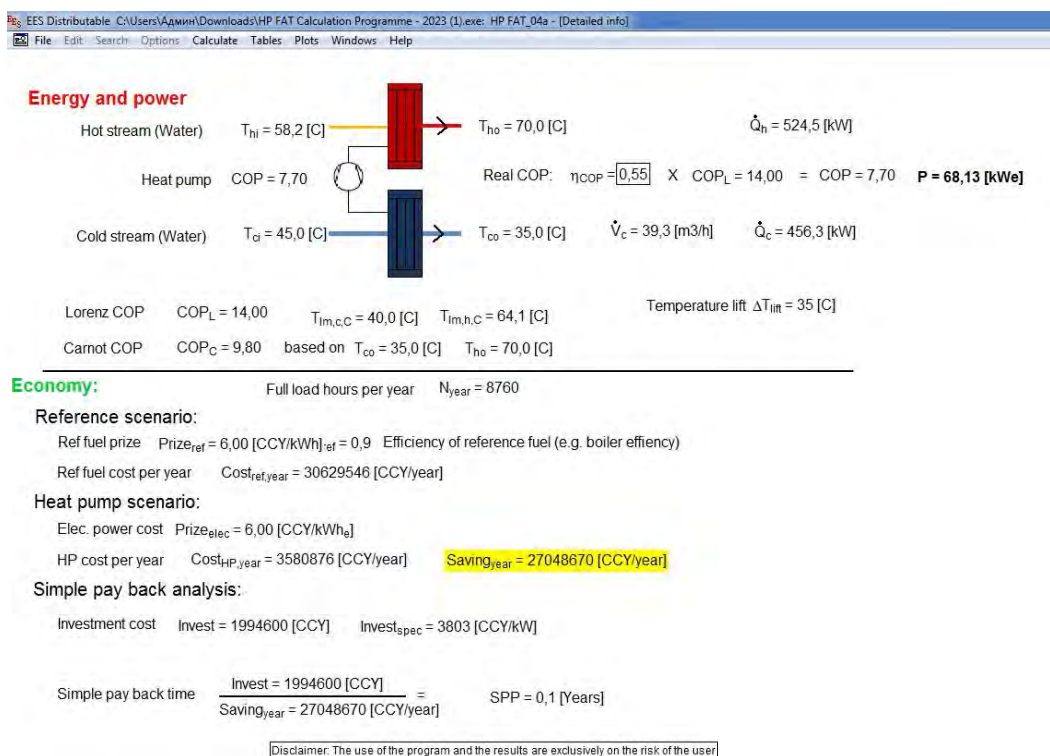 EES Distributable C:\Users\Админ\Downloads\HP FAT Calculation Programme - 2023 (1).exe: HP FAT_04a - [Detailed info]
File Edit Search Options Calculate Tables Plots Windows Help
Energy and power
Hot stream (Water) Thi = 58,2 [C] Tho = 70,0 [C] Q̇h = 524,5 [kW]
Heat pump COP = 7,70 Real COP: ηCOP = 0,55 X COPL = 14,00 = COP = 7,70 P = 68,13 [kWe]
Cold stream (Water) Tci = 45,0 [C] Tco = 35,0 [C] V̇c = 39,3 [m3/h] Q̇c = 456,3 [kW]
Lorenz COP COPL = 14,00 Tlm,c,C = 40,0 [C] Tlm,h,C = 64,1 [C] Temperature lift ΔTlift = 35 [C]
Carnot COP COPC = 9,80 based on Tco = 35,0 [C] Tho = 70,0 [C]
Economy: Full load hours per year Nyear = 8760
Reference scenario:
Ref fuel prize Prizeref = 6,00 [CCY/kWh] ref = 0,9 Efficiency of reference fuel (e.g. boiler effiency)
Ref fuel cost per year Costref,year = 30629546 [CCY/year]
Heat pump scenario:
Elec. power cost Prizeelec = 6,00 [CCY/kWhe]
HP cost per year CostHP,year = 3580876 [CCY/year] Savingyear = 27048670 [CCY/year]
Simple pay back analysis:
Investment cost Invest = 1994600 [CCY] Investspec = 3803 [CCY/kW]
Simple pay back time Invest = 1994600 [CCY] = SPP = 0,1 [Years]
Savingyear = 27048670 [CCY/year]
Disclaimer: The use of the program and the results are exclusively on the risk of the user